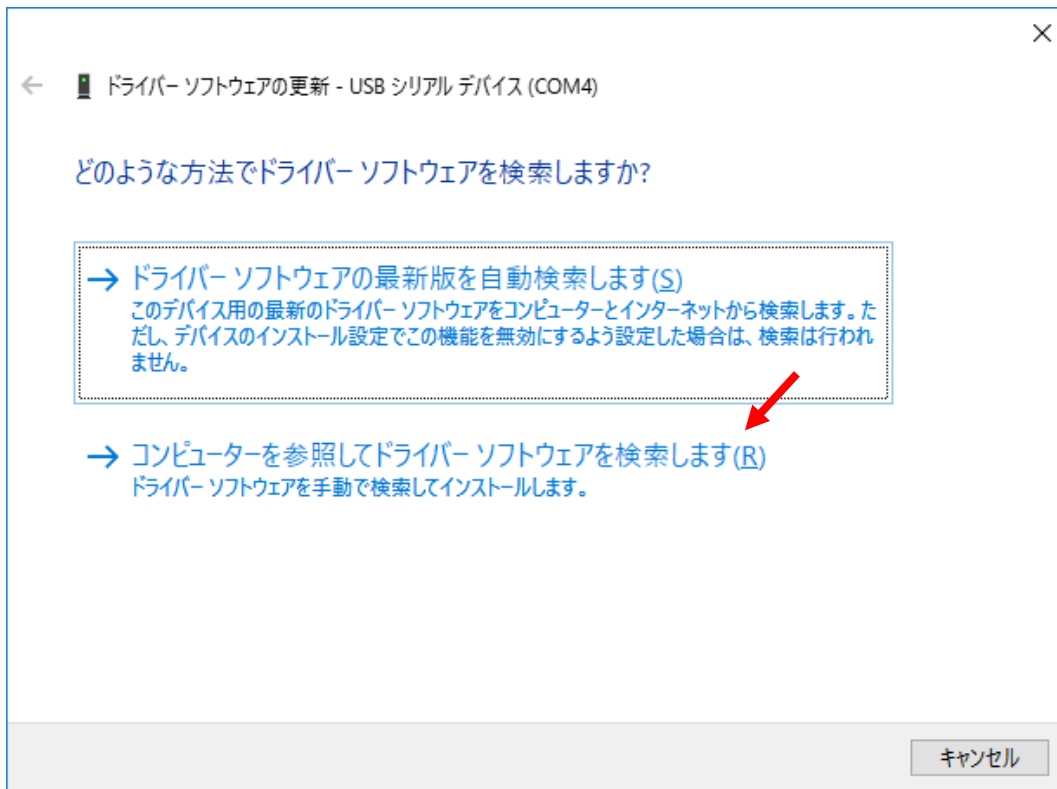 ドライバー ソフトウェアの更新 - USB シリアル デバイス (COM4)
どのような方法でドライバー ソフトウェアを検索しますか?
ドライバー ソフトウェアの最新版を自動検索します(S)
このデバイス用の最新のドライバー ソフトウェアをコンピューターとインターネットから検索します。た
だし、デバイスのインストール設定でこの機能を無効にするよう設定した場合は、検索は行われ
ません。
コンピューターを参照してドライバー ソフトウェアを検索します(R)
ドライバー ソフトウェアを手動で検索してインストールします。
キャンセル